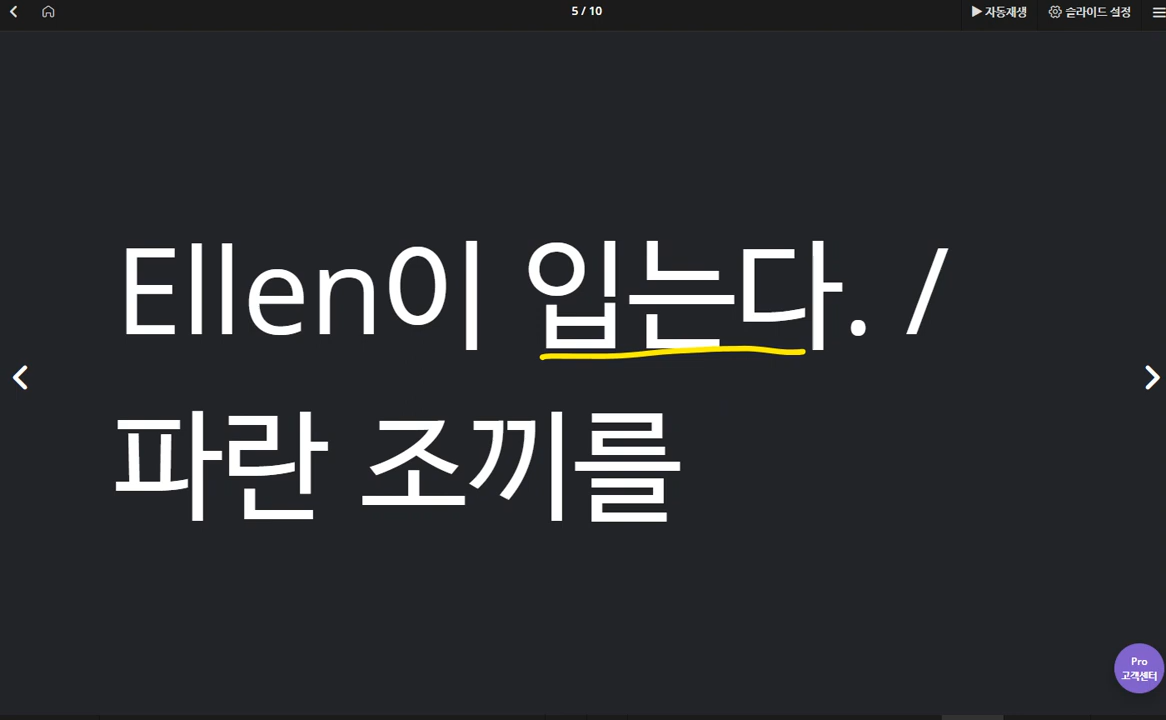 5 / 10
▶ 자동재생
슬라이드 설정
Ellen이 입는다. /
파란 조끼를
Pro
고객센터